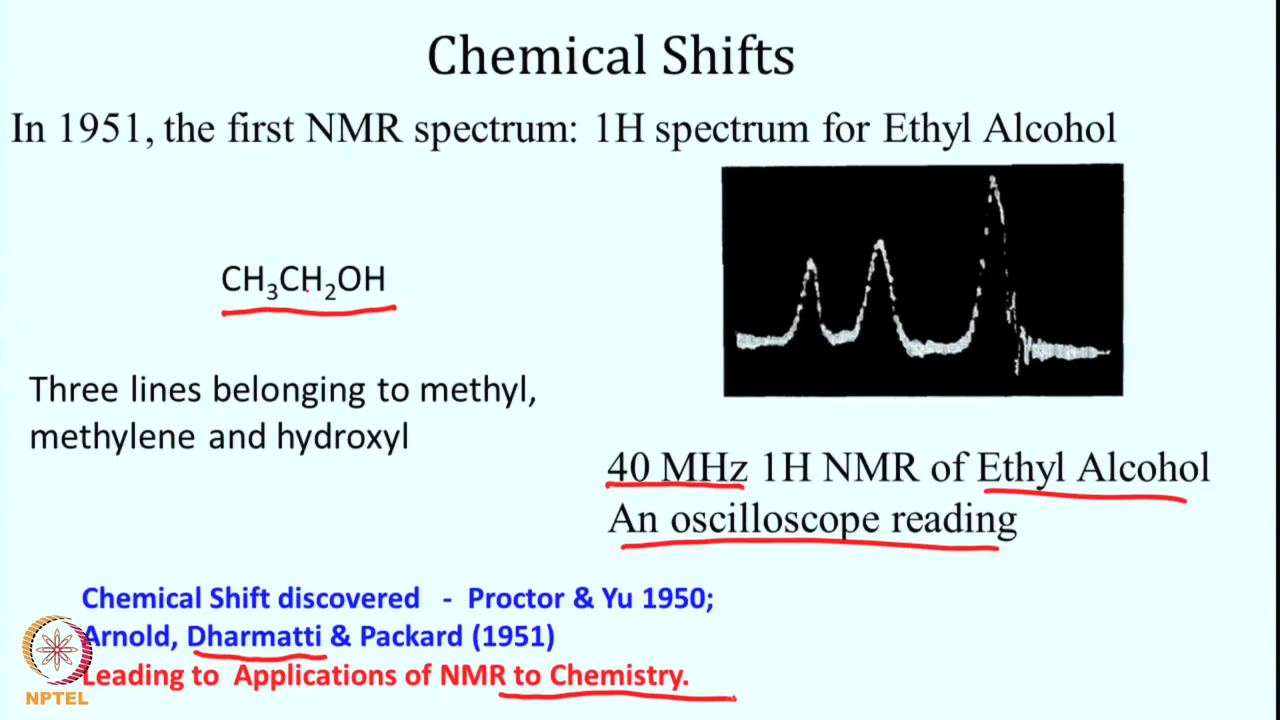 Chemical Shifts
In 1951, the first NMR spectrum: 1H spectrum for Ethyl Alcohol
CH₃CH₂OH
Three lines belonging to methyl,
methylene and hydroxyl
40 MHz 1H NMR of Ethyl Alcohol
An oscilloscope reading
Chemical Shift discovered - Proctor & Yu 1950;
Arnold, Dharmatti & Packard (1951)
Leading to Applications of NMR to Chemistry.
NPTEL